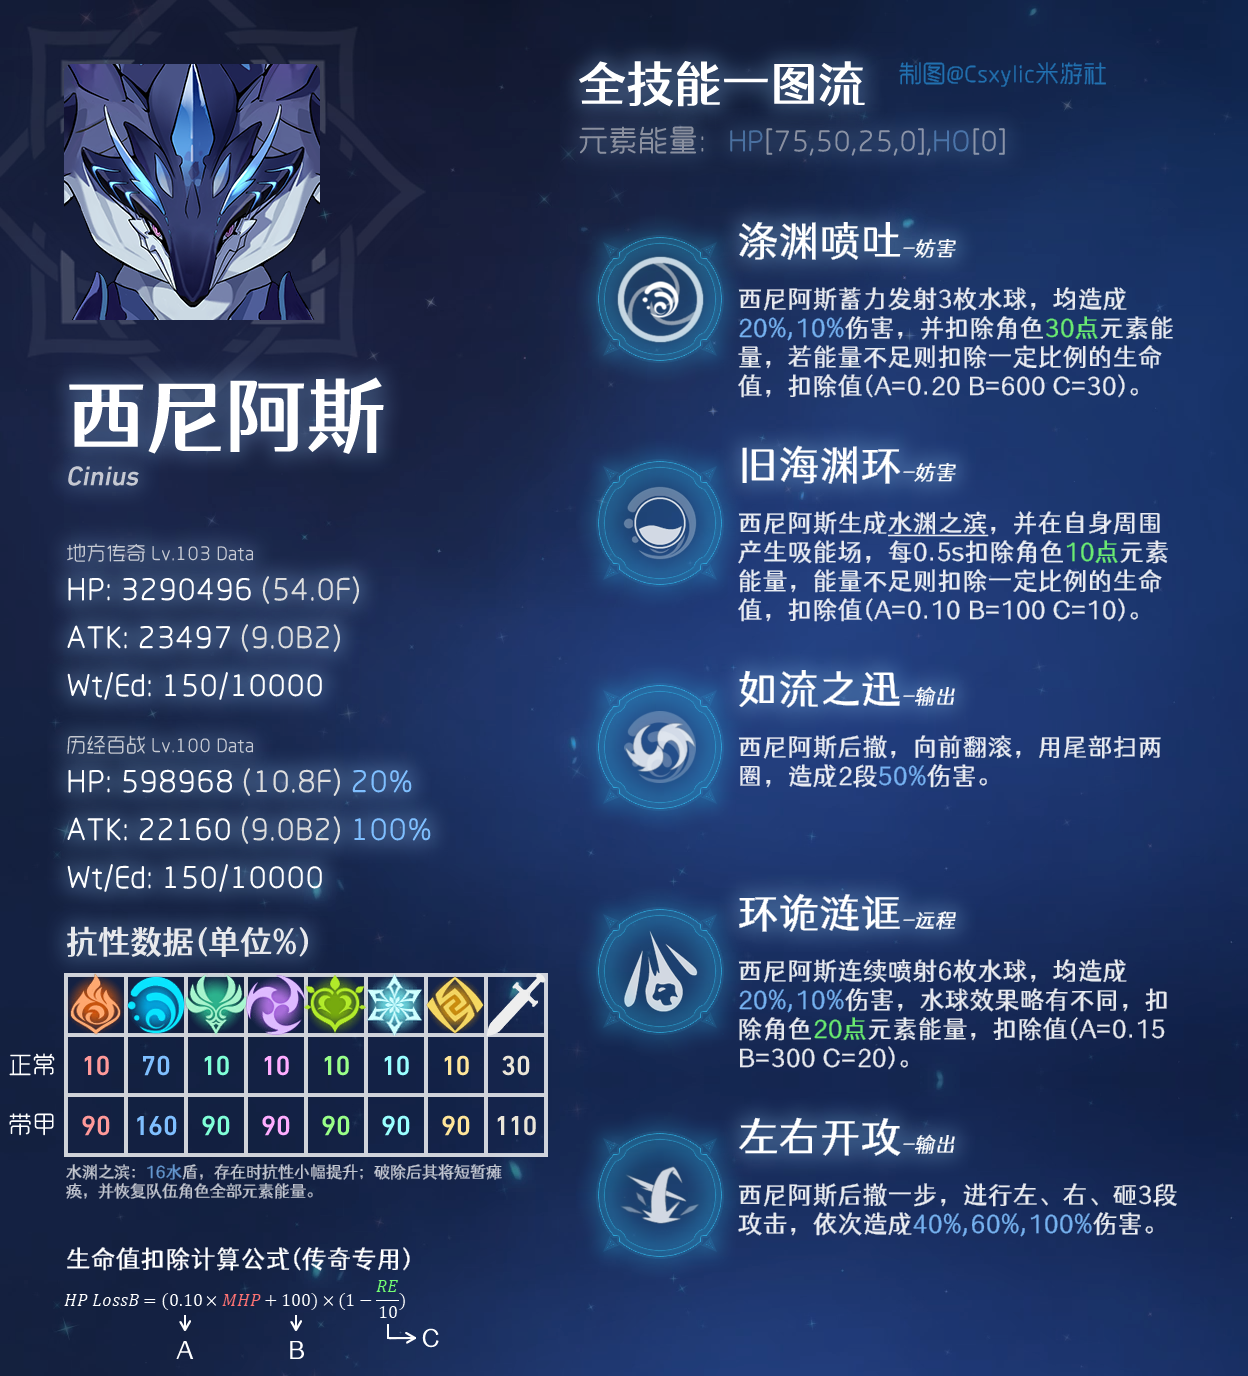 全技能一图流
制图@Csxylic米游社
元素能量：HP[75,50,25,0],HO[0]
西尼阿斯
Cinius
地方传奇 Lv.103 Data
HP: 3290496 (54.0F)
ATK: 23497 (9.0B2)
Wt/Ed: 150/10000
历经百战 Lv.100 Data
HP: 598968 (10.8F) 20%
ATK: 22160 (9.0B2) 100%
Wt/Ed: 150/10000
抗性数据(单位%)
正常 10 70 10 10 10 10 10 30
带甲 90 160 90 90 90 90 90 110
水渊之滨：16水盾，存在时抗性小幅提升；破除后其将短暂瘫
痪，并恢复队伍角色全部元素能量。
生命值扣除计算公式(传奇专用)
HP LossB = (0.10 × MHP + 100) × (1 − RE/10)
A B C
涤渊喷吐–妨害
西尼阿斯蓄力发射3枚水球，均造成
20%,10%伤害，并扣除角色30点元素能
量，若能量不足则扣除一定比例的生命
值，扣除值(A=0.20 B=600 C=30)。
旧海渊环–妨害
西尼阿斯生成水渊之滨，并在自身周围
产生吸能场，每0.5s扣除角色10点元素
能量，能量不足则扣除一定比例的生命
值，扣除值(A=0.10 B=100 C=10)。
如流之迅–输出
西尼阿斯后撤，向前翻滚，用尾部扫两
圈，造成2段50%伤害。
环诡涟诓–远程
西尼阿斯连续喷射6枚水球，均造成
20%,10%伤害，水球效果略有不同，扣
除角色20点元素能量，扣除值(A=0.15
B=300 C=20)。
左右开攻–输出
西尼阿斯后撤一步，进行左、右、砸3段
攻击，依次造成40%,60%,100%伤害。